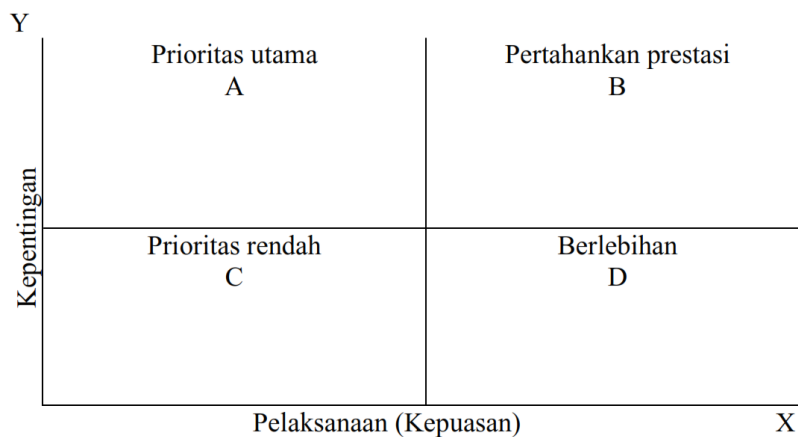 Y
Prioritas utama
A
Pertahankan prestasi
B
Kepentingan
Prioritas rendah
C
Berlebihan
D
Pelaksanaan (Kepuasan)
X